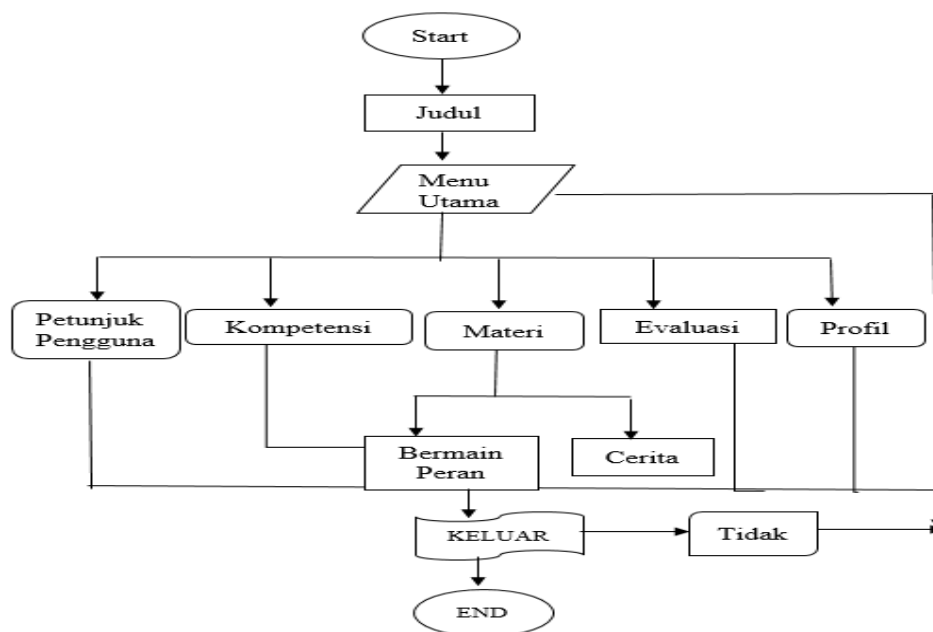 Start
Judul
Menu
Utama
Petunjuk
Pengguna
Kompetensi
Materi
Evaluasi
Profil
Bermain
Peran
Cerita
KELUAR
Tidak
END